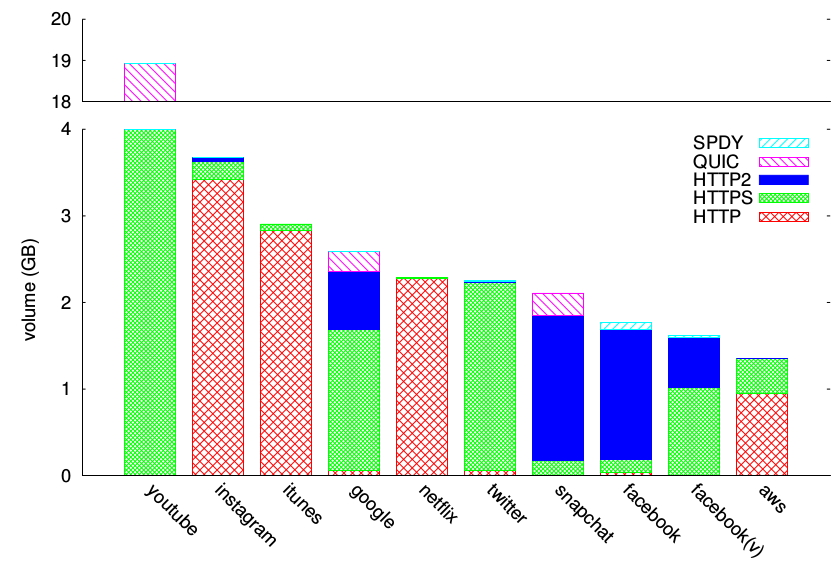 20
19
18
4
3
2
1
0
volume (GB)
SPDY
QUIC
HTTP2
HTTPS
HTTP
youtube
instagram
itunes
google
netflix
twitter
snapchat
facebook
facebook(v)
aws